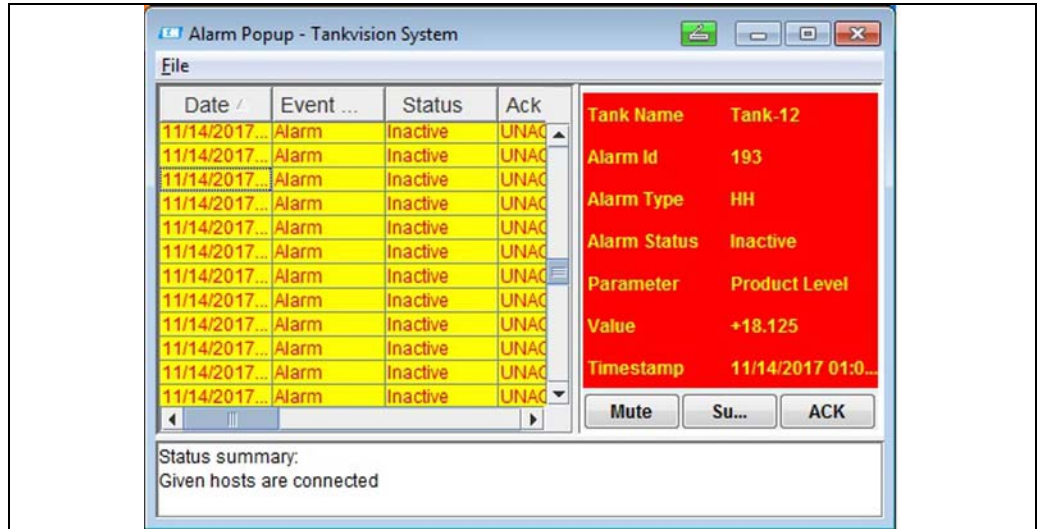 Alarm Popup - Tankvision System
File
Date Event ... Status Ack
11/14/2017... Alarm Inactive UNAC
11/14/2017... Alarm Inactive UNAC
11/14/2017... Alarm Inactive UNAC
11/14/2017... Alarm Inactive UNAC
11/14/2017... Alarm Inactive UNAC
11/14/2017... Alarm Inactive UNAC
11/14/2017... Alarm Inactive UNAC
11/14/2017... Alarm Inactive UNAC
11/14/2017... Alarm Inactive UNAC
11/14/2017... Alarm Inactive UNAC
11/14/2017... Alarm Inactive UNAC
11/14/2017... Alarm Inactive UNAC
Tank Name Tank-12
Alarm Id 193
Alarm Type HH
Alarm Status Inactive
Parameter Product Level
Value +18.125
Timestamp 11/14/2017 01:0...
Mute Su... ACK
Status summary:
Given hosts are connected